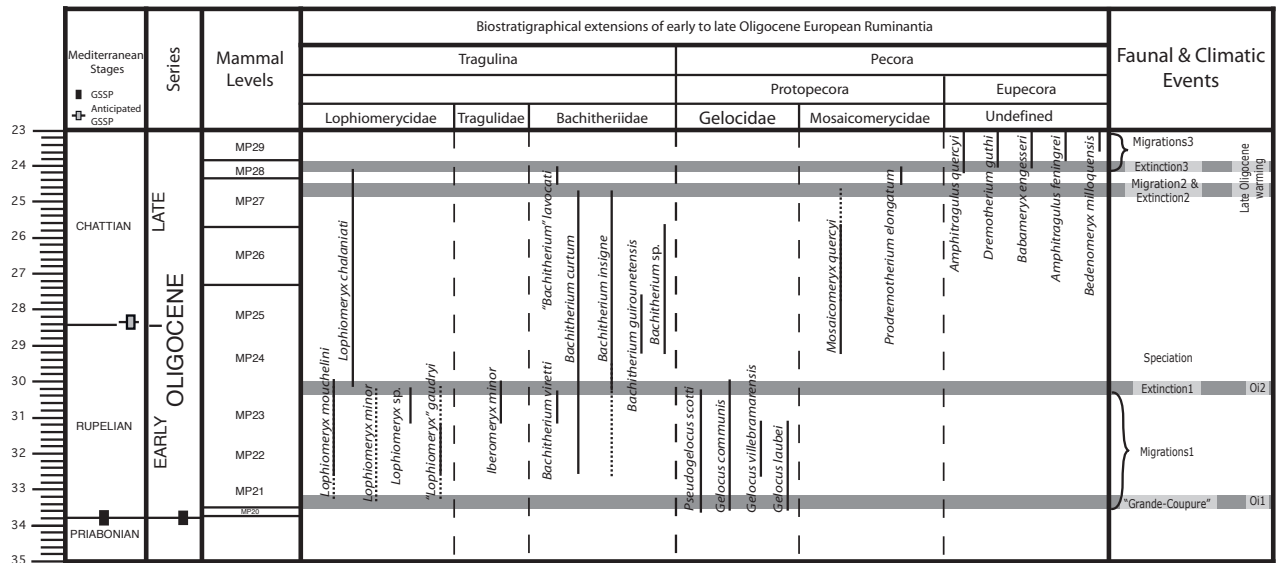 Biostratigraphical extensions of early to late Oligocene European Ruminantia
Mediterranean
Stages
GSSP
Anticipated
GSSP
Series
Mammal
Levels
Faunal & Climatic
Events
Tragulina
Pecora
Protopecora
Eupecora
Lophiomerycidae
Tragulidae
Bachitheriidae
Gelocidae
Mosaicomerycidae
Undefined
23
24
25
26
27
28
29
30
31
32
33
34
35
CHATTIAN
RUPELIAN
PRIABONIAN
LATE
EARLY
OLIGOCENE
MP29
MP28
MP27
MP26
MP25
MP24
MP23
MP22
MP21
MP20
Lophiomeryx mouchelini
Lophiomeryx chalaniati
Lophiomeryx minor
Lophiomeryx sp.
"Lophiomeryx" gaudryi
Iberomeryx minor
Bachitherium viretti
"Bachitherium" lavocati
Bachitherium curtum
Bachitherium insigne
Bachitherium guirounetensis
Bachitherium sp.
Pseudogelocus scotti
Gelocus communis
Gelocus villebramarensis
Gelocus laubei
Mosaicomeryx quercyi
Prodremotherium elongatum
Amphitragulus quercyi
Dremotherium guthi
Babameryx engesseri
Amphitragulus feningrei
Bedenomeryx milloquensis
Migrations3
Extinction3
Migration2 &
Extinction2
Late Oligocene
warming
Speciation
Extinction1
Oi2
Migrations1
"Grande-Coupure"
Oi1